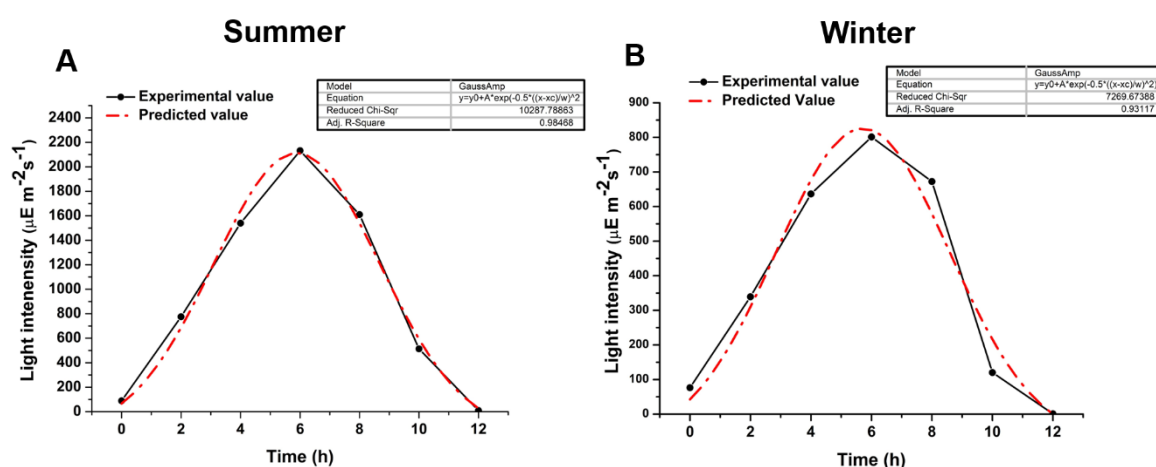 Summer
A
Experimental value
Predicted value
Model GaussAmp
Equation y=y0+A*exp(-0.5*((x-xc)/w)^2)
Reduced Chi-Sqr 10287.78863
Adj. R-Square 0.98468
Light intenensity (μE m-2s-1)
2400
2200
2000
1800
1600
1400
1200
1000
800
600
400
200
0
0 2 4 6 8 10 12
Time (h)
Winter
B
Experimental value
Predicted Value
Model GaussAmp
Equation y=y0+A*exp(-0.5*((x-xc)/w)^2)
Reduced Chi-Sqr 7269.67388
Adj. R-Square 0.93117
Light intensity (μE m-2s-1)
900
800
700
600
500
400
300
200
100
0
0 2 4 6 8 10 12
Time (h)